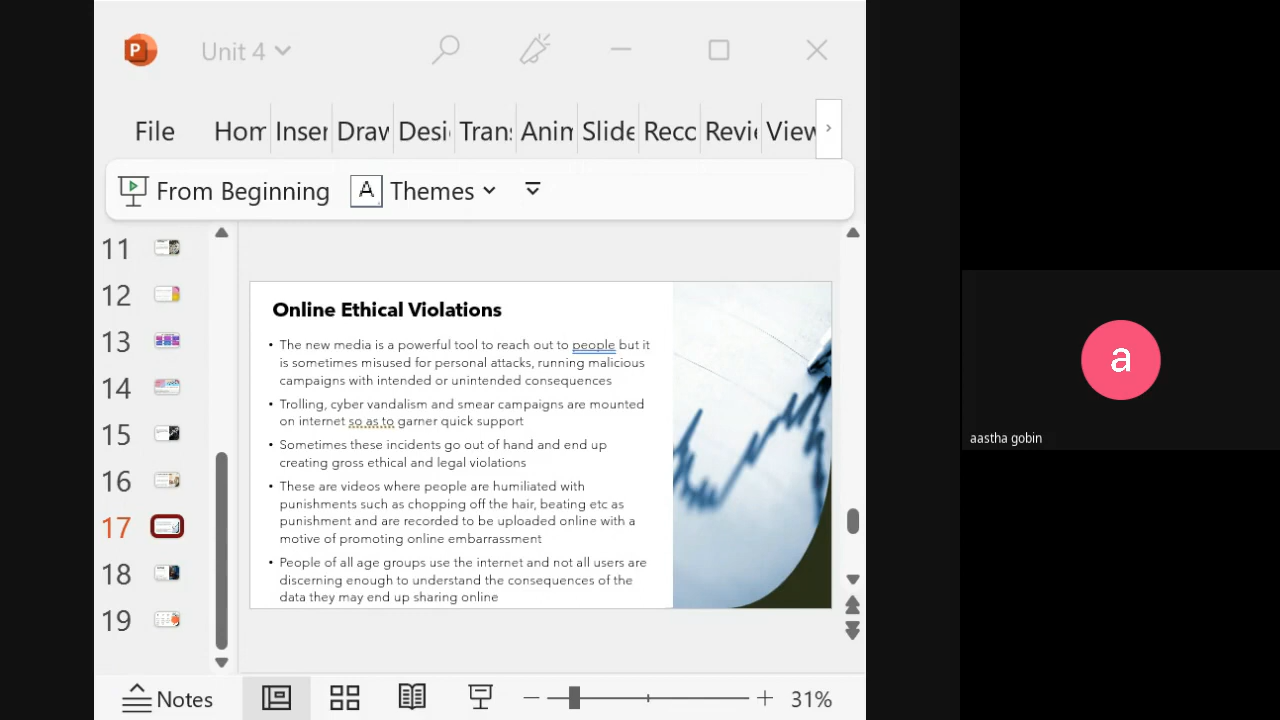 Unit 4
File Hom Inser Draw Desi Trans Anim Slide Recc Revie View
From Beginning A Themes
11
12
13
14
15
16
17
18
19
Online Ethical Violations
• The new media is a powerful tool to reach out to people but it
is sometimes misused for personal attacks, running malicious
campaigns with intended or unintended consequences
• Trolling, cyber vandalism and smear campaigns are mounted
on internet so as to garner quick support
• Sometimes these incidents go out of hand and end up
creating gross ethical and legal violations
• These are videos where people are humiliated with
punishments such as chopping off the hair, beating etc as
punishment and are recorded to be uploaded online with a
motive of promoting online embarrassment
• People of all age groups use the internet and not all users are
discerning enough to understand the consequences of the
data they may end up sharing online
a
aastha gobin
Notes
31%